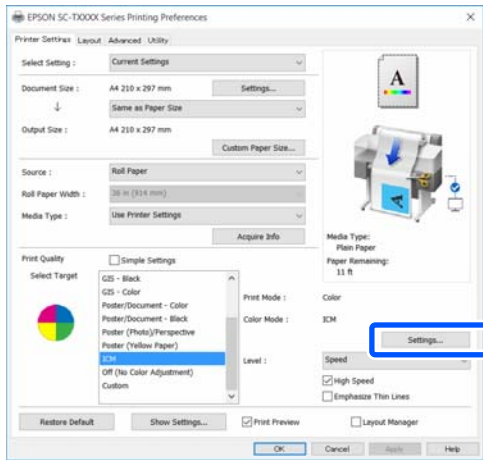 EPSON SC-TXXXX Series Printing Preferences
Printer Settings Layout Advanced Utility
Select Setting : Current Settings
Document Size : A4 210 x 297 mm Settings...
Same as Paper Size
Output Size : A4 210 x 297 mm
Custom Paper Size...
Source : Roll Paper
Roll Paper Width : 36 in (914 mm)
Media Type : Use Printer Settings
Acquire Info
A
Media Type:
Plain Paper
Paper Remaining:
11 ft
Print Quality Simple Settings
Select Target
GIS - Black
GIS - Color
Poster/Document - Color
Poster/Document - Black
Poster (Photo)/Perspective
Poster (Yellow Paper)
ICM
Off (No Color Adjustment)
Custom
Print Mode : Color
Color Mode : ICM
Settings...
Level : Speed
High Speed
Emphasize Thin Lines
Restore Default Show Settings... Print Preview Layout Manager
OK Cancel Apply Help